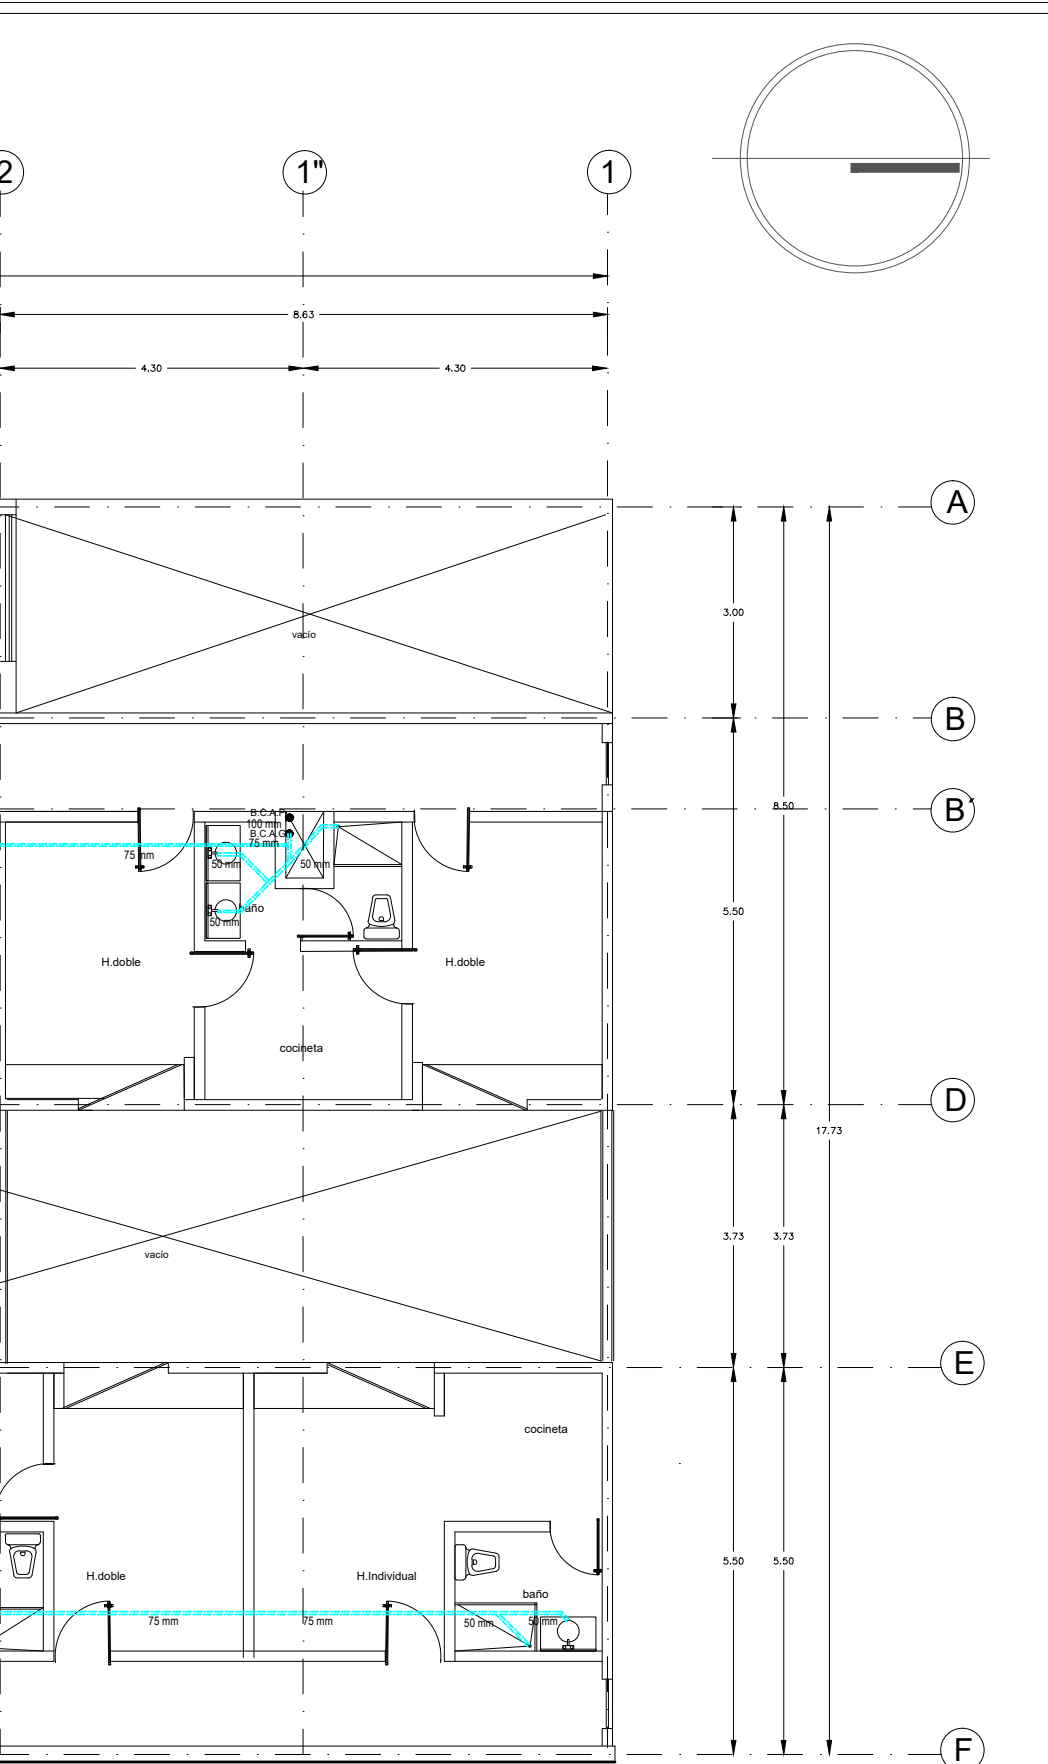 2
1"
1
8.63
4.30
4.30
A
3.00
vacío
B
8.50
B´
B.C.A.P
100 mm
B.C.A.G
75 mm
75 mm
50 mm
50 mm
baño
50 mm
5.50
H.doble
H.doble
cocineta
D
17.73
3.73
3.73
vacío
E
cocineta
5.50
5.50
H.doble
H.Individual
baño
75 mm
75 mm
50 mm
50 mm
F